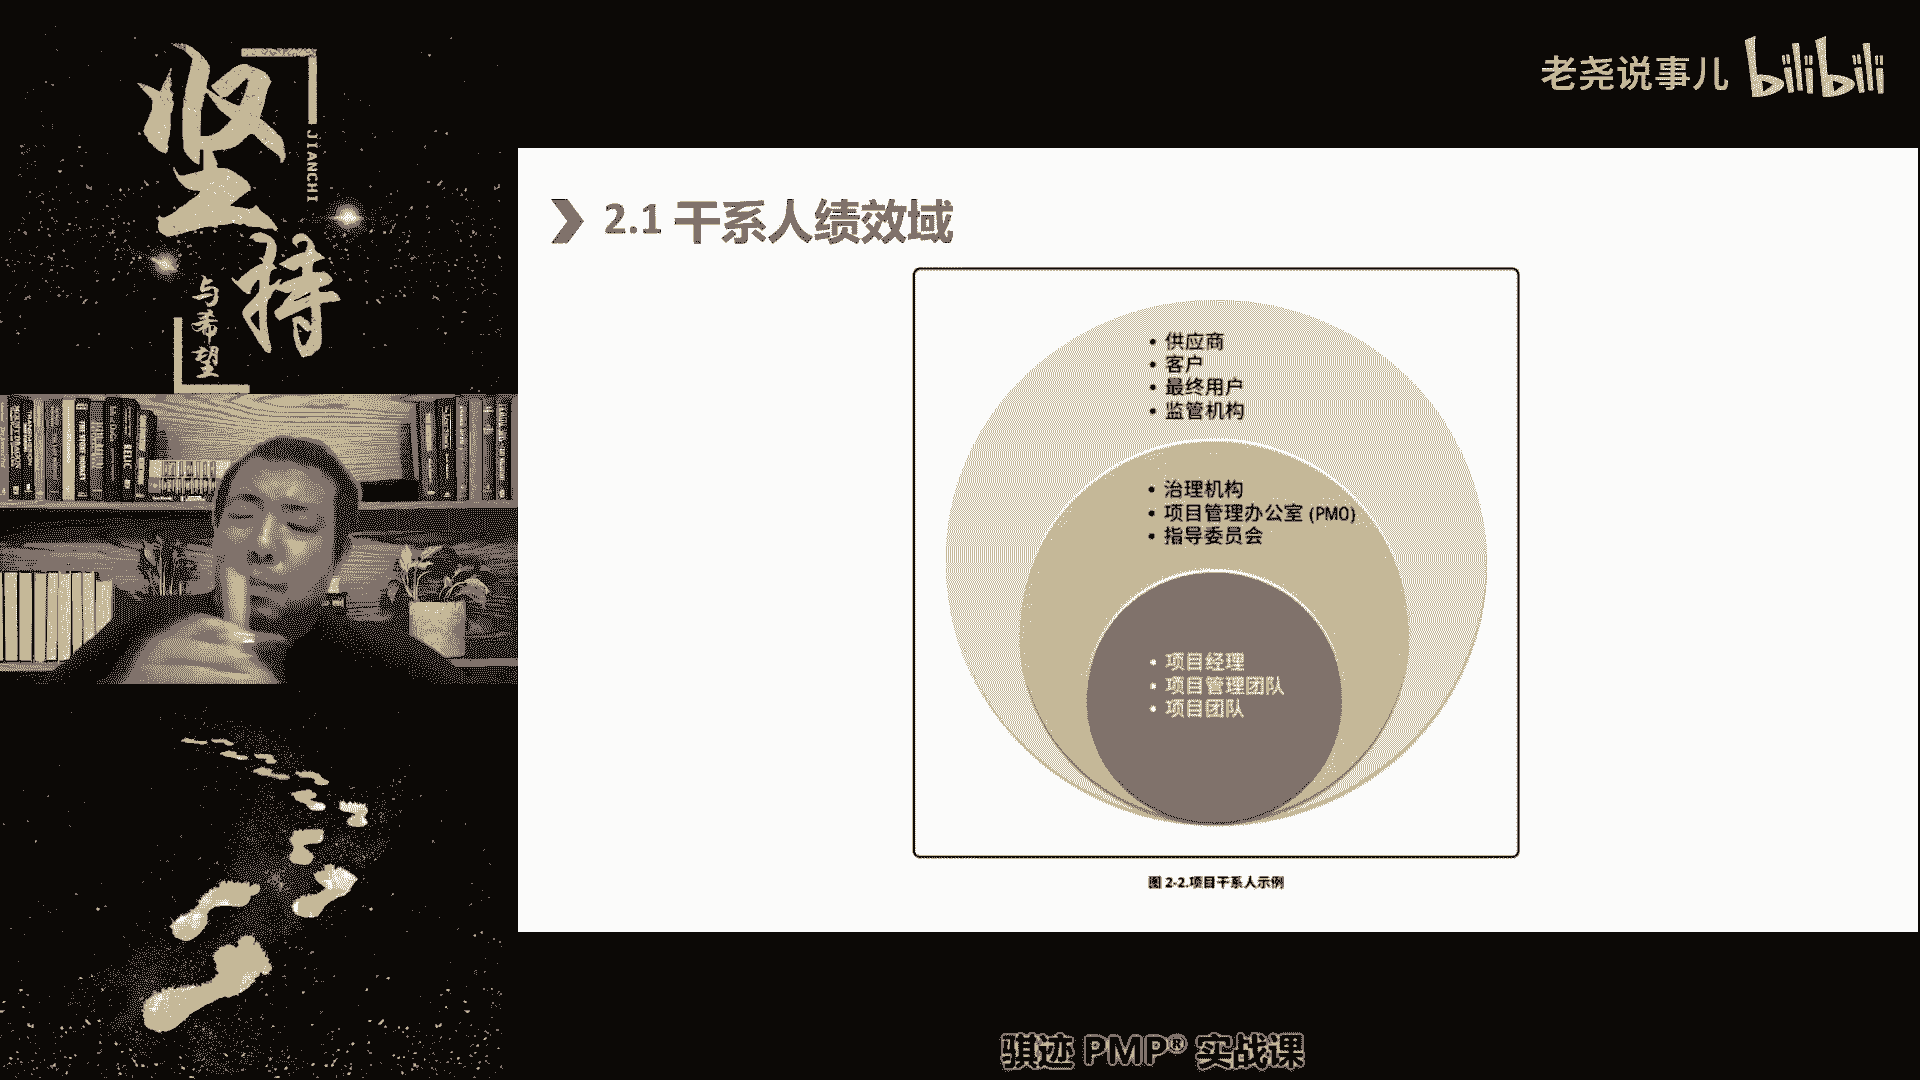 坚持
JIANCHI
与希望
老尧说事儿 bilibili
2.1 干系人绩效域
• 供应商
• 客户
• 最终用户
• 监管机构
• 治理机构
• 项目管理办公室 (PMO)
• 指导委员会
• 项目经理
• 项目管理团队
• 项目团队
图 2-2.项目干系人示例
骐迹 PMP® 实战课